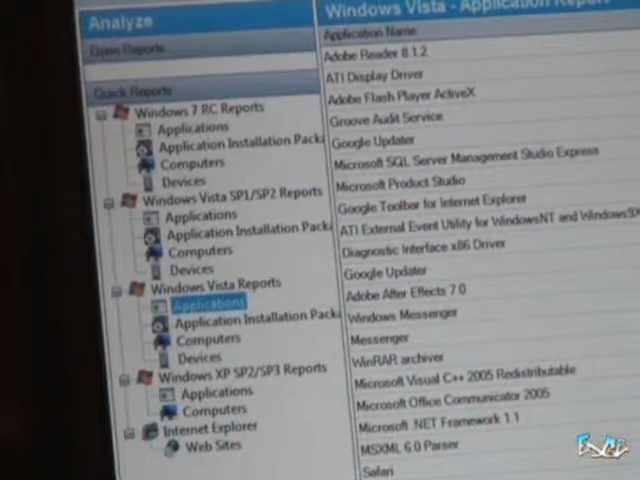 Analyze
Open Reports
Quick Reports
Windows 7 RC Reports
Applications
Application Installation Packa
Computers
Devices
Windows Vista SP1/SP2 Reports
Applications
Application Installation Packa
Computers
Devices
Windows Vista Reports
Applications
Application Installation Packa
Computers
Devices
Windows XP SP2/SP3 Reports
Applications
Computers
Internet Explorer
Web Sites
Windows Vista - Application Report
Application Name
Adobe Reader 8.1.2
ATI Display Driver
Adobe Flash Player ActiveX
Groove Audit Service
Google Updater
Microsoft SQL Server Management Studio Express
Microsoft Product Studio
Google Toolbar for Internet Explorer
ATI External Event Utility for WindowsNT and Windows9X
Diagnostic Interface x86 Driver
Google Updater
Adobe After Effects 7.0
Windows Messenger
Messenger
WinRAR archiver
Microsoft Visual C++ 2005 Redistributable
Microsoft Office Communicator 2005
Microsoft .NET Framework 1.1
MSXML 6.0 Parser
Safari